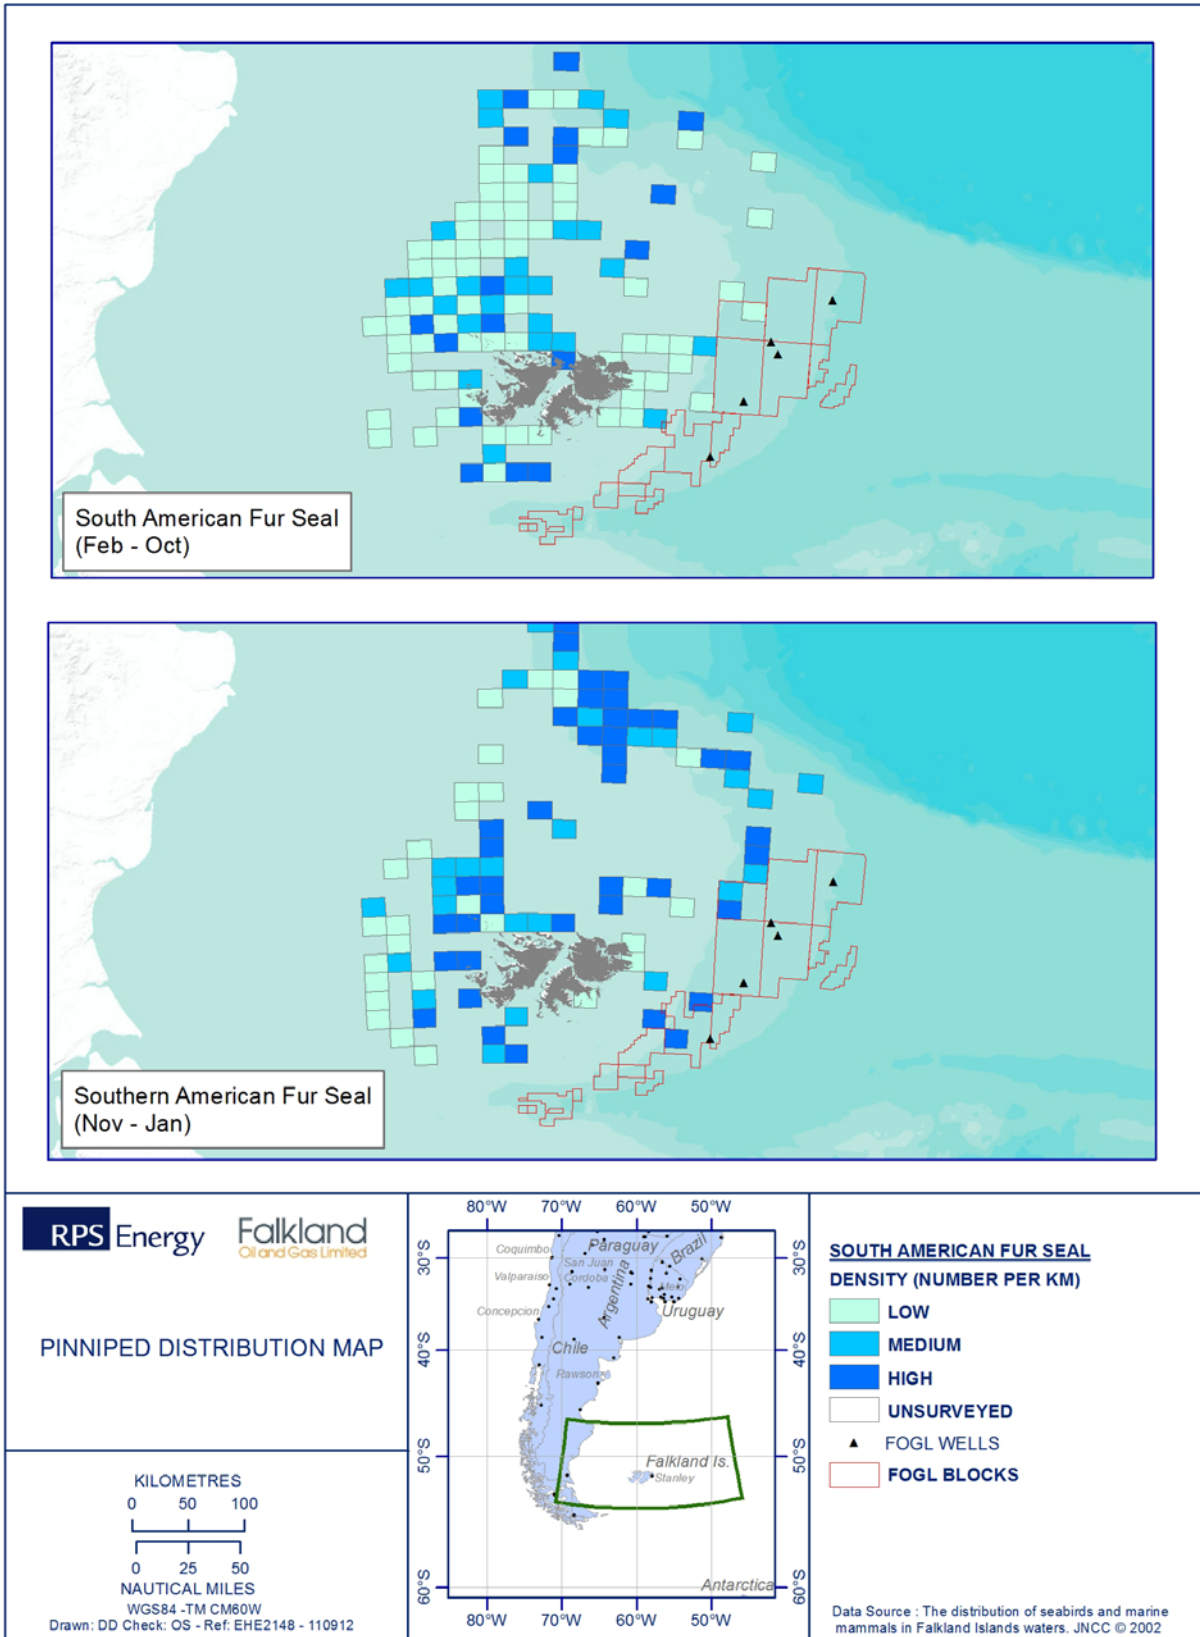 South American Fur Seal
(Feb - Oct)
Southern American Fur Seal
(Nov - Jan)
RPS Energy
Falkland
Oil and Gas Limited
PINNIPED DISTRIBUTION MAP
KILOMETRES
0 50 100
0 25 50
NAUTICAL MILES
WGS84 -TM CM60W
Drawn: DD Check: OS - Ref: EHE2148 - 110912
80°W 70°W 60°W 50°W
30°S 30°S
40°S 40°S
50°S 50°S
60°S 60°S
Coquimbo
Paraguay
Brazil
San Juan
Valparaiso
Cordoba
Melo
Argentina
Concepcion
Uruguay
Chile
Rawson
Falkland Is.
Stanley
Antarctica
80°W 70°W 60°W 50°W
SOUTH AMERICAN FUR SEAL
DENSITY (NUMBER PER KM)
LOW
MEDIUM
HIGH
UNSURVEYED
FOGL WELLS
FOGL BLOCKS
Data Source : The distribution of seabirds and marine
mammals in Falkland Islands waters. JNCC © 2002